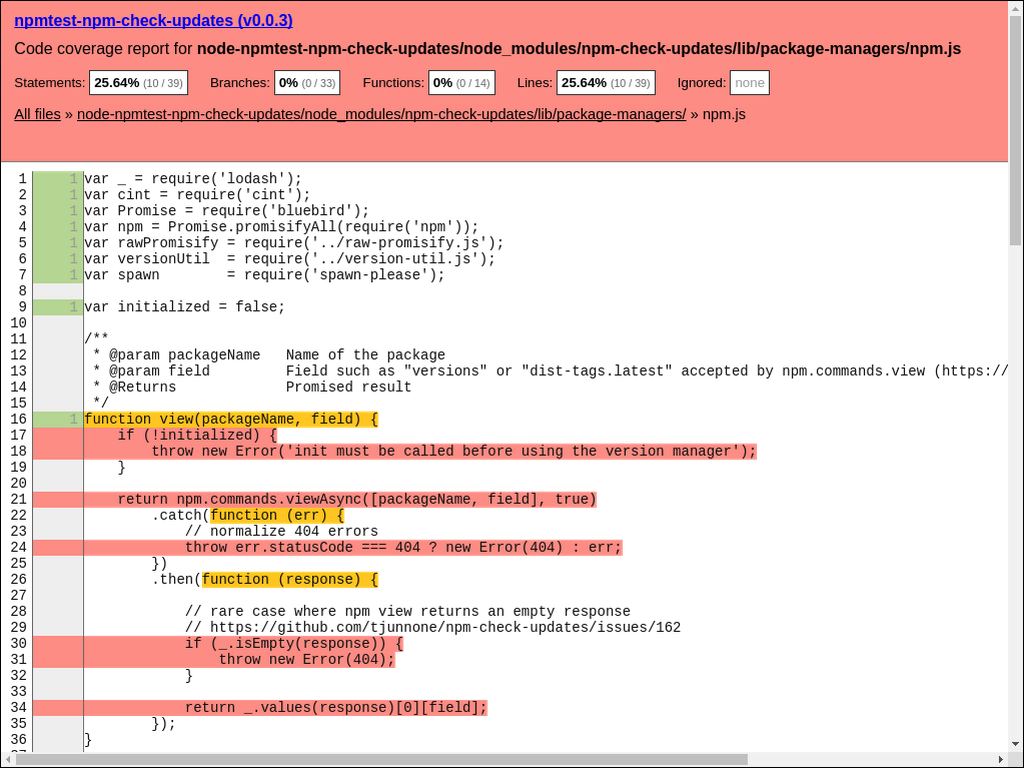 npmtest-npm-check-updates (v0.0.3)
Code coverage report for node-npmtest-npm-check-updates/node_modules/npm-check-updates/lib/package-managers/npm.js
Statements: 25.64% (10 / 39) Branches: 0% (0 / 33) Functions: 0% (0 / 14) Lines: 25.64% (10 / 39) Ignored: none
All files » node-npmtest-npm-check-updates/node_modules/npm-check-updates/lib/package-managers/ » npm.js
1 1 var _ = require('lodash');
2 1 var cint = require('cint');
3 1 var Promise = require('bluebird');
4 1 var npm = Promise.promisifyAll(require('npm'));
5 1 var rawPromisify = require('../raw-promisify.js');
6 1 var versionUtil  = require('../version-util.js');
7 1 var spawn        = require('spawn-please');
8
9 1 var initialized = false;
10
11 /**
12  * @param packageName   Name of the package
13  * @param field         Field such as "versions" or "dist-tags.latest" accepted by npm.commands.view (https://
14  * @Returns             Promised result
15  */
16 1 function view(packageName, field) {
17     if (!initialized) {
18         throw new Error('init must be called before using the version manager');
19     }
20
21     return npm.commands.viewAsync([packageName, field], true)
22         .catch(function (err) {
23             // normalize 404 errors
24             throw err.statusCode === 404 ? new Error(404) : err;
25         })
26         .then(function (response) {
27
28             // rare case where npm view returns an empty response
29             // https://github.com/tjunnone/npm-check-updates/issues/162
30             if (_.isEmpty(response)) {
31                 throw new Error(404);
32             }
33
34             return _.values(response)[0][field];
35         });
36 }